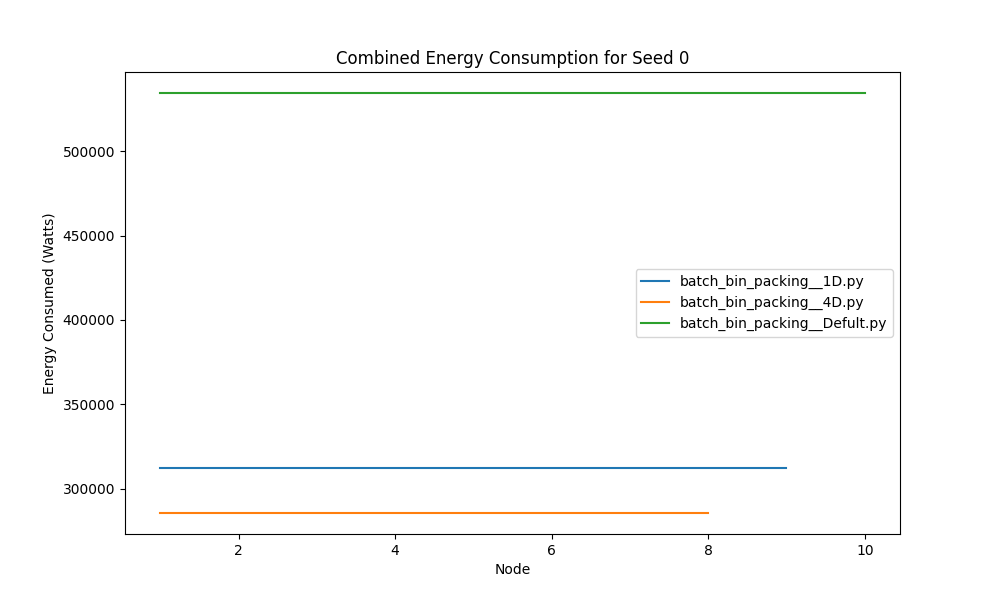 Combined Energy Consumption for Seed 0
Energy Consumed (Watts)
500000
450000
400000
350000
300000
batch_bin_packing__1D.py
batch_bin_packing__4D.py
batch_bin_packing__Defult.py
2
4
6
8
10
Node